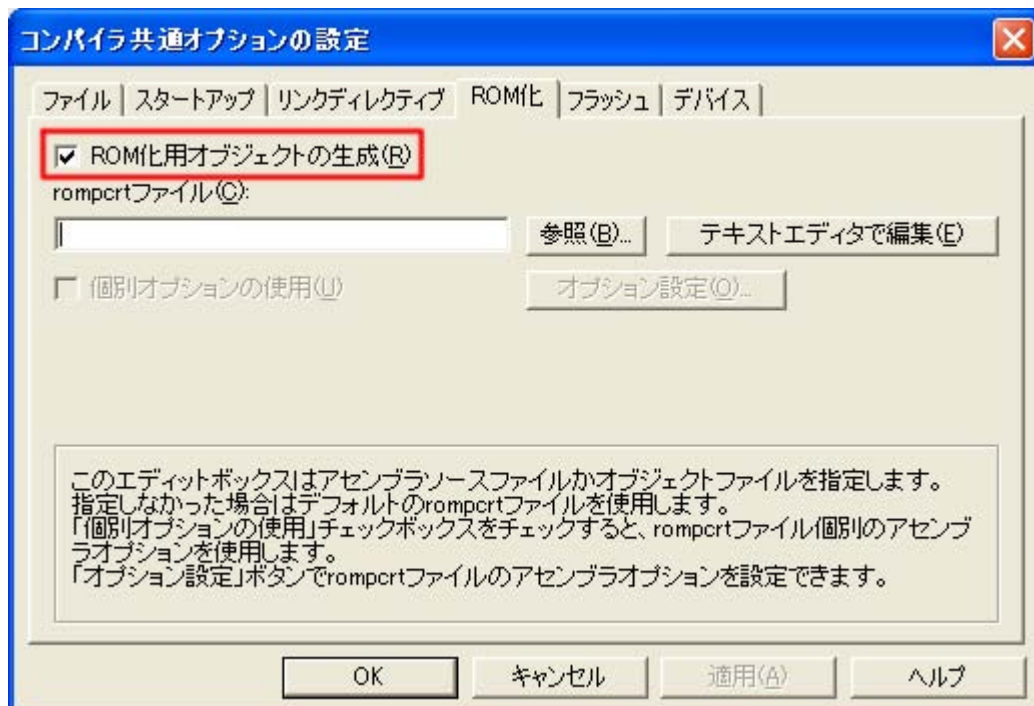 コンパイラ共通オプションの設定
ファイル スタートアップ リンクディレクティブ ROM化 フラッシュ デバイス
ROM化用オブジェクトの生成(R)
rompcrtファイル(C):
参照(B)... テキストエディタで編集(E)
個別オプションの使用(U) オプション設定(O)...
このエディットボックスはアセンブラソースファイルかオブジェクトファイルを指定します。
指定しなかった場合はデフォルトのrompcrtファイルを使用します。
「個別オプションの使用」チェックボックスをチェックすると、rompcrtファイル個別のアセンブ
ラオプションを使用します。
「オプション設定」ボタンでrompcrtファイルのアセンブラオプションを設定できます。
OK キャンセル 適用(A) ヘルプ